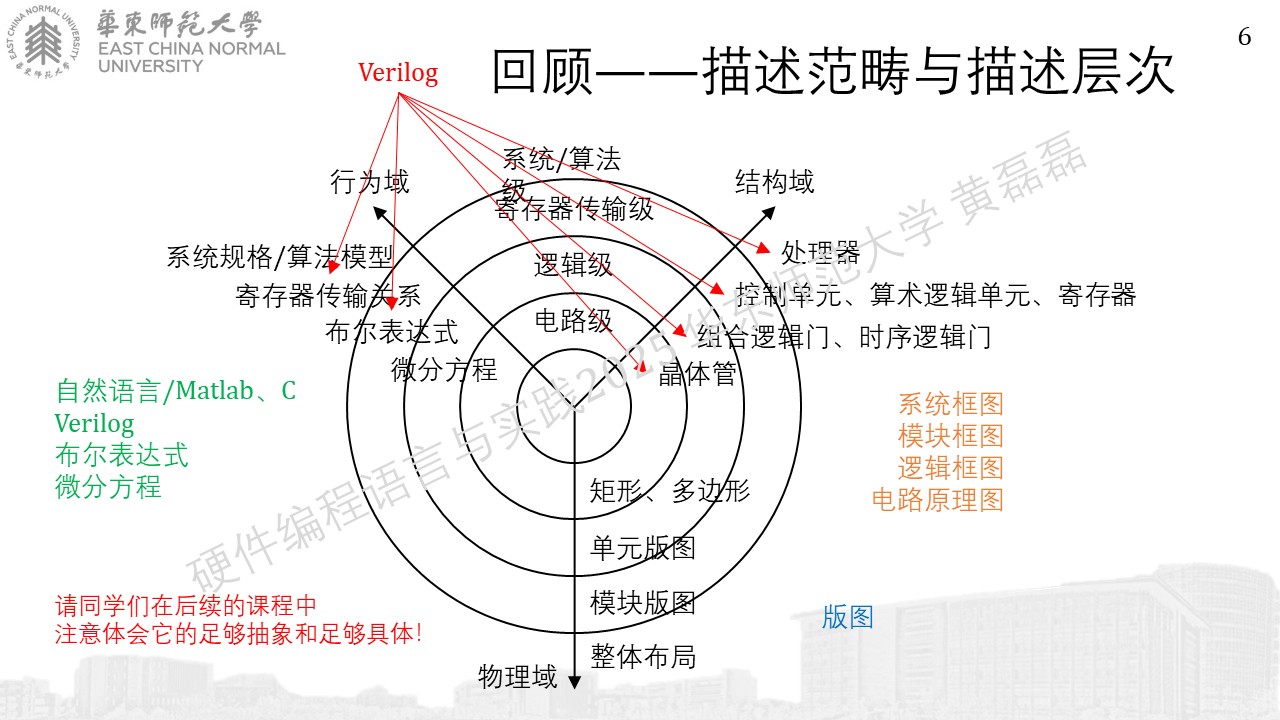 華東師範大學
EAST CHINA NORMAL
UNIVERSITY
EAST CHINA NORMAL UNIVERSITY
華東师范大学
6
Verilog
回顾——描述范畴与描述层次
系统/算法
级
行为域
结构域
寄存器传输级
系统规格/算法模型
逻辑级
处理器
寄存器传输关系
控制单元、算术逻辑单元、寄存器
布尔表达式
电路级
组合逻辑门、时序逻辑门
微分方程
晶体管
自然语言/Matlab、C
Verilog
布尔表达式
微分方程
系统框图
模块框图
逻辑框图
电路原理图
矩形、多边形
单元版图
模块版图
整体布局
物理域
请同学们在后续的课程中
注意体会它的足够抽象和足够具体!
版图
硬件编程语言与实践2025 华东师范大学 黄磊磊